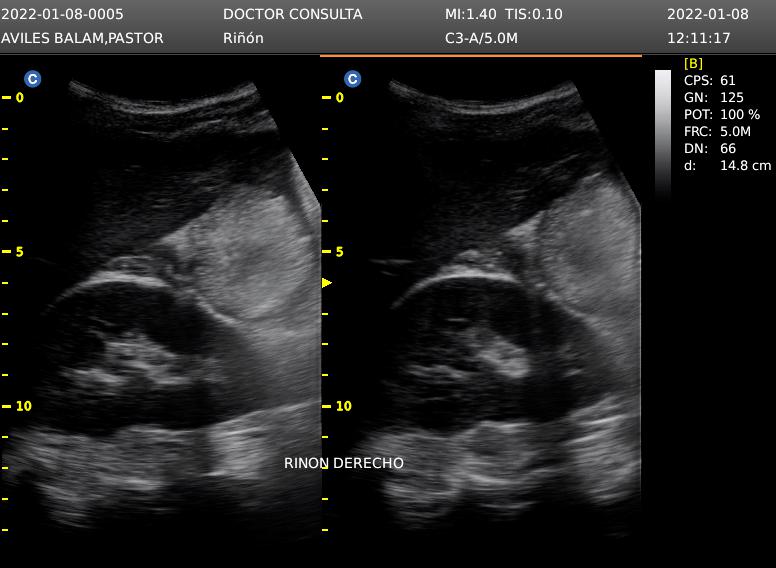 2022-01-08-0005 DOCTOR CONSULTA MI:1.40 TIS:0.10 2022-01-08
AVILES BALAM,PASTOR Riñón C3-A/5.0M 12:11:17
C C
[B]
CPS: 61
GN: 125
POT: 100 %
FRC: 5.0M
DN: 66
d: 14.8 cm
0 0
5 5
10 10
RINON DERECHO